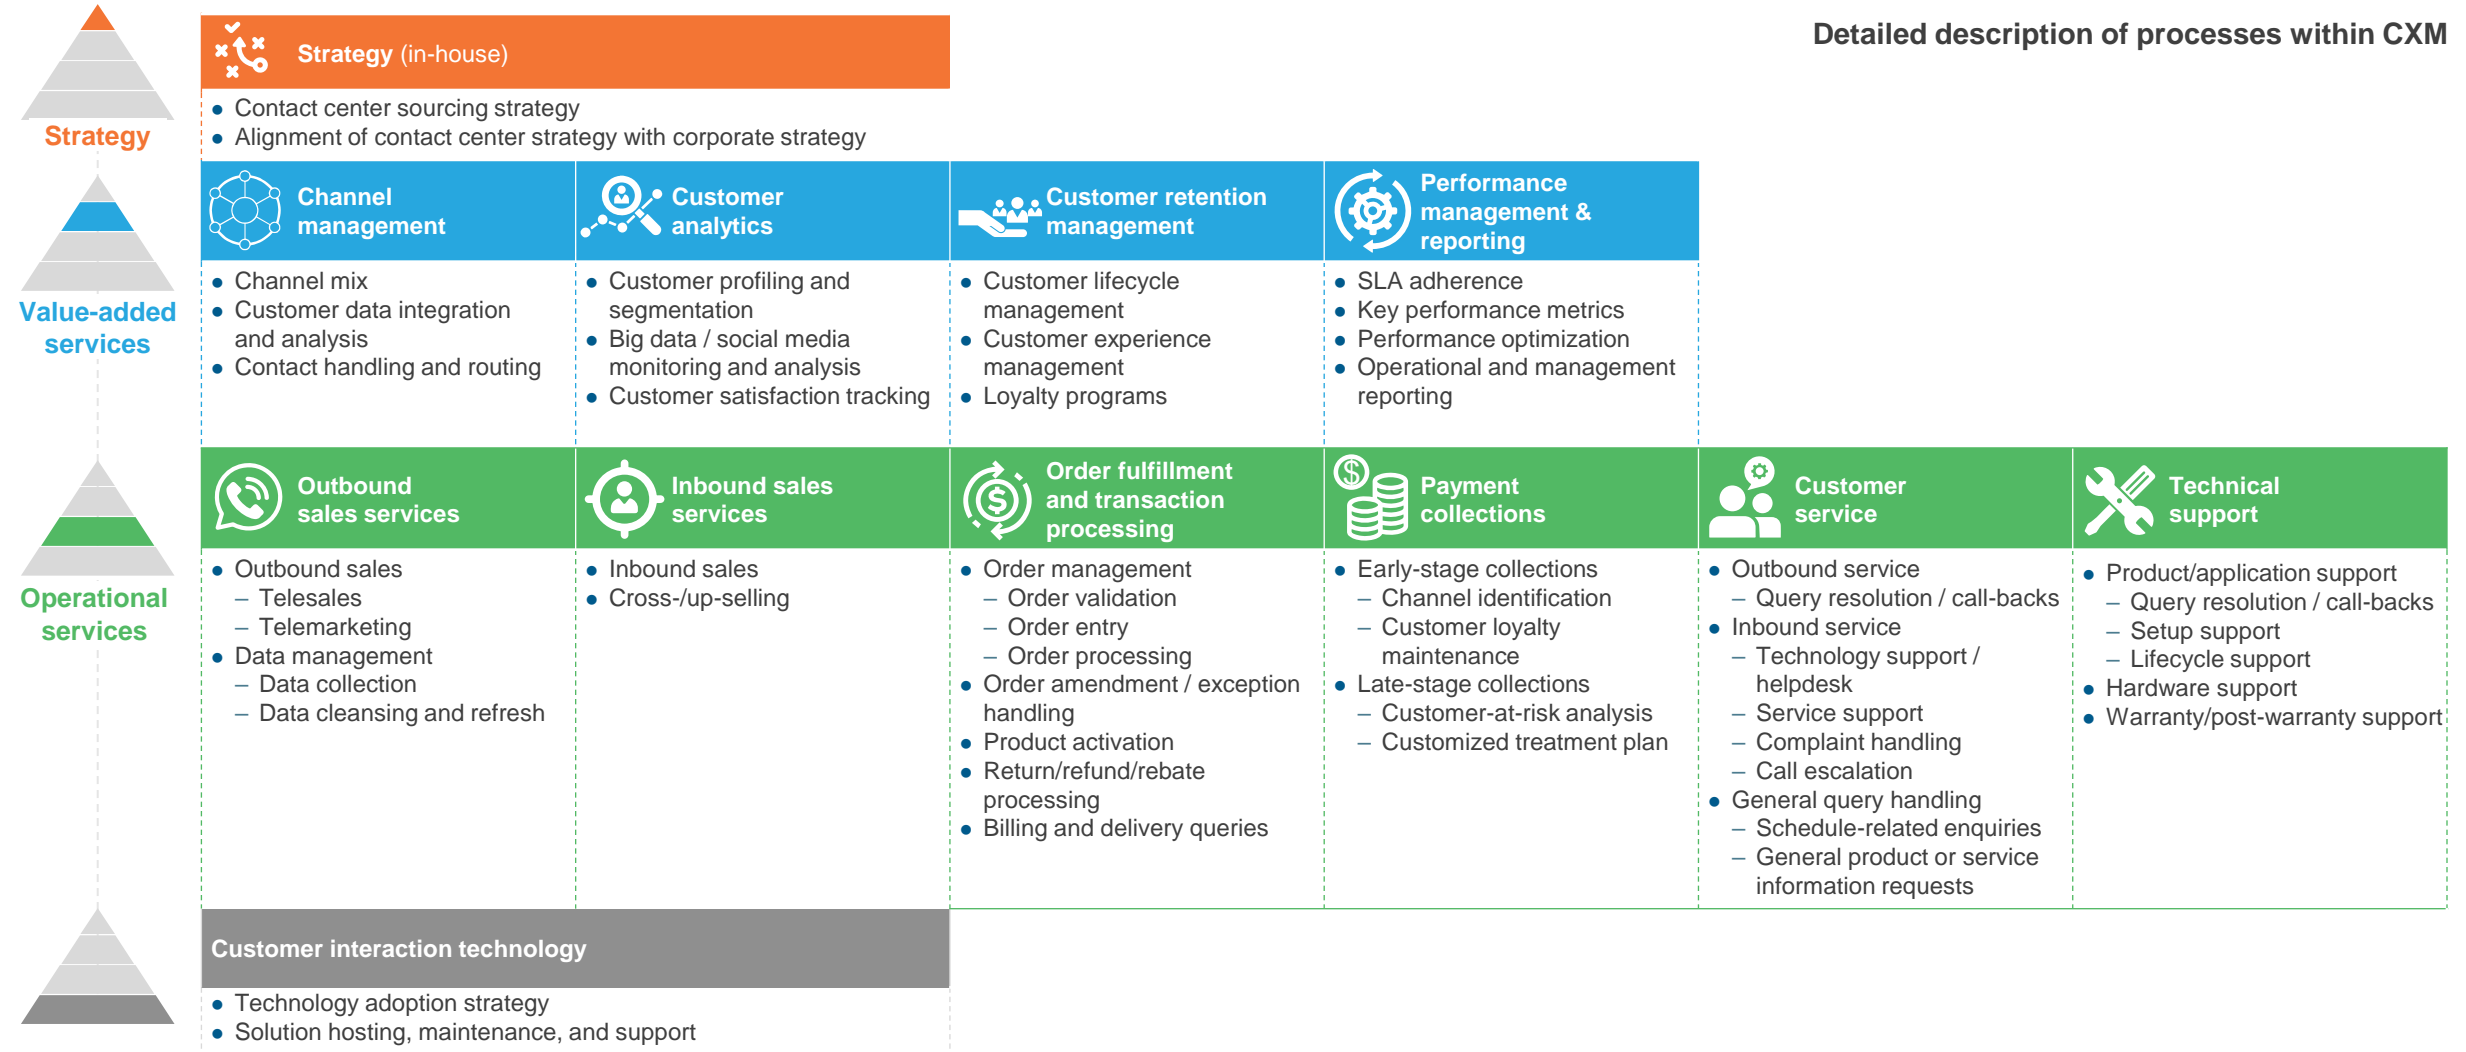 Detailed description of processes within CXM
Strategy
Strategy (in-house)
● Contact center sourcing strategy
● Alignment of contact center strategy with corporate strategy
Value-added
services
Channel
management
● Channel mix
● Customer data integration
and analysis
● Contact handling and routing
Customer
analytics
● Customer profiling and
segmentation
● Big data / social media
monitoring and analysis
● Customer satisfaction tracking
Customer retention
management
● Customer lifecycle
management
● Customer experience
management
● Loyalty programs
Performance
management &
reporting
● SLA adherence
● Key performance metrics
● Performance optimization
● Operational and management
reporting
Operational
services
Outbound
sales services
● Outbound sales
– Telesales
– Telemarketing
● Data management
– Data collection
– Data cleansing and refresh
Inbound sales
services
● Inbound sales
● Cross-/up-selling
Order fulfillment
and transaction
processing
● Order management
– Order validation
– Order entry
– Order processing
● Order amendment / exception
handling
● Product activation
● Return/refund/rebate
processing
● Billing and delivery queries
Payment
collections
● Early-stage collections
– Channel identification
– Customer loyalty
maintenance
● Late-stage collections
– Customer-at-risk analysis
– Customized treatment plan
Customer
service
● Outbound service
– Query resolution / call-backs
● Inbound service
– Technology support /
helpdesk
– Service support
– Complaint handling
– Call escalation
● General query handling
– Schedule-related enquiries
– General product or service
information requests
Technical
support
● Product/application support
– Query resolution / call-backs
– Setup support
– Lifecycle support
● Hardware support
● Warranty/post-warranty support
Customer interaction technology
● Technology adoption strategy
● Solution hosting, maintenance, and support